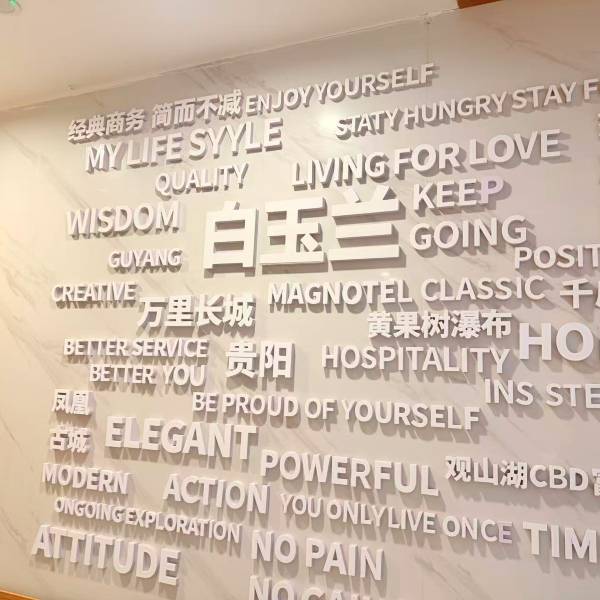 经典商务 简而不减 ENJOY YOURSELF
STATY HUNGRY STAY
MY LIFE SYYLE
QUALITY
LIVING FOR LOVE
WISDOM
白玉兰
KEEP
GOING
GUYANG
POSIT
CREATIVE
万里长城
MAGNOTEL CLASSIC
千
黄果树瀑布
BETTER SERVICE
贵阳
HOSPITALITY
HO
BETTER YOU
INS STE
凤凰
古城
BE PROUD OF YOURSELF
ELEGANT
POWERFUL
观山湖CBD
MODERN
ACTION
YOU ONLY LIVE ONCE
TIM
ONGOING EXPLORATION
ATTITUDE
NO PAIN